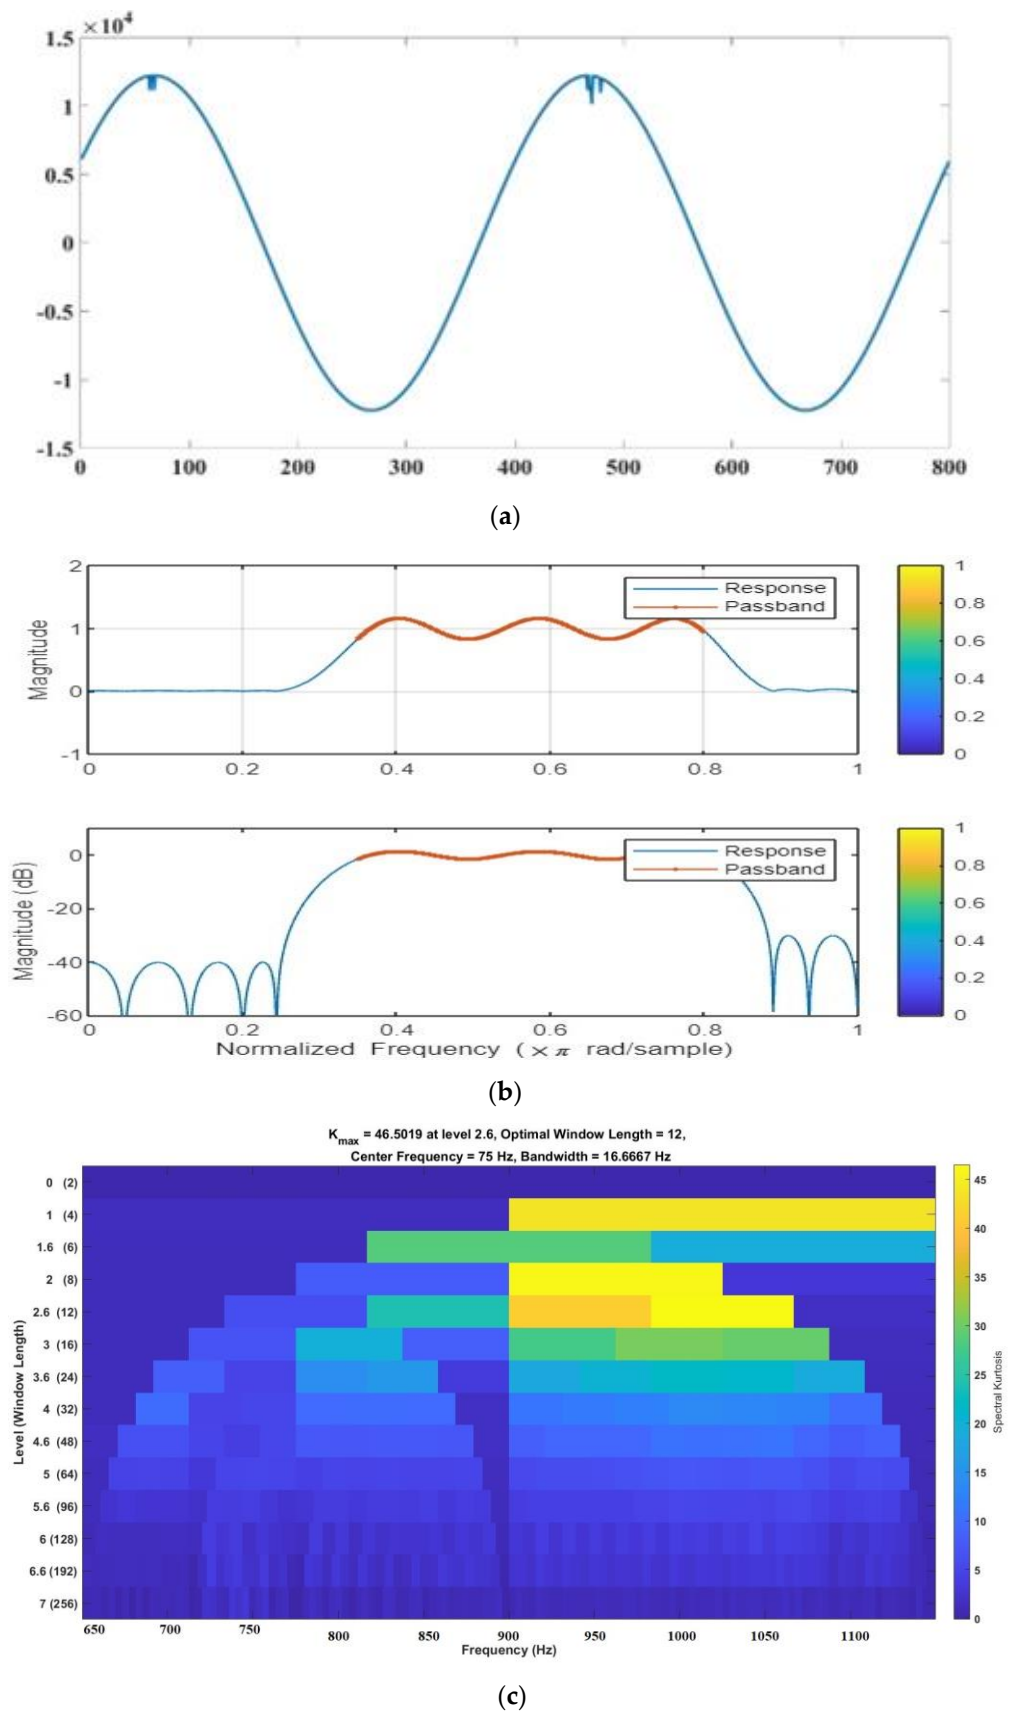 ×10⁴
1.5
1
0.5
0
-0.5
-1
-1.5
0 100 200 300 400 500 600 700 800
(a)
2
1
0
-1
Magnitude
Response
Passband
0 0.2 0.4 0.6 0.8 1
1
0.8
0.6
0.4
0.2
0
0
-20
-40
-60
Magnitude (dB)
Response
Passband
0 0.2 0.4 0.6 0.8 1
Normalized Frequency (×π rad/sample)
1
0.8
0.6
0.4
0.2
0
(b)
Kmax = 46.5019 at level 2.6, Optimal Window Length = 12,
Center Frequency = 75 Hz, Bandwidth = 16.6667 Hz
Level (Window Length)
0 (2)
1 (4)
1.6 (6)
2 (8)
2.6 (12)
3 (16)
3.6 (24)
4 (32)
4.6 (48)
5 (64)
5.6 (96)
6 (128)
6.6 (192)
7 (256)
650 700 750 800 850 900 950 1000 1050 1100
Frequency (Hz)
45
40
35
30
25
20
15
10
5
0
Spectral Kurtosis
(c)